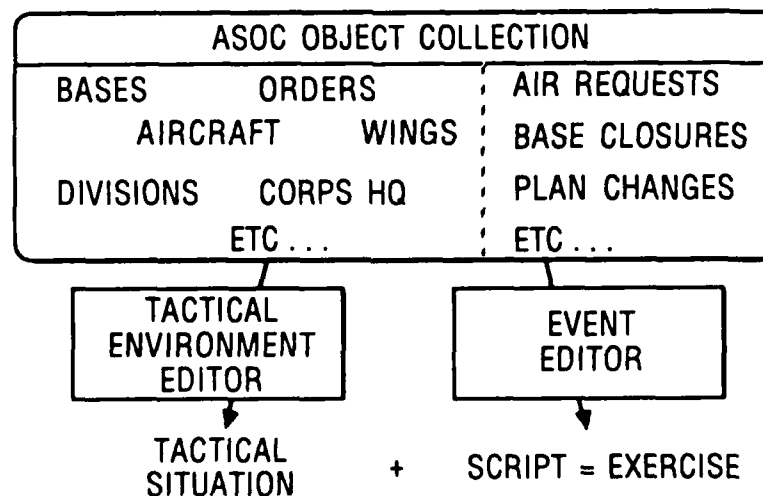 ASOC OBJECT COLLECTION
BASES ORDERS
AIRCRAFT WINGS
DIVISIONS CORPS HQ
ETC...
AIR REQUESTS
BASE CLOSURES
PLAN CHANGES
ETC...
TACTICAL
ENVIRONMENT
EDITOR
EVENT
EDITOR
TACTICAL
SITUATION
+ SCRIPT = EXERCISE